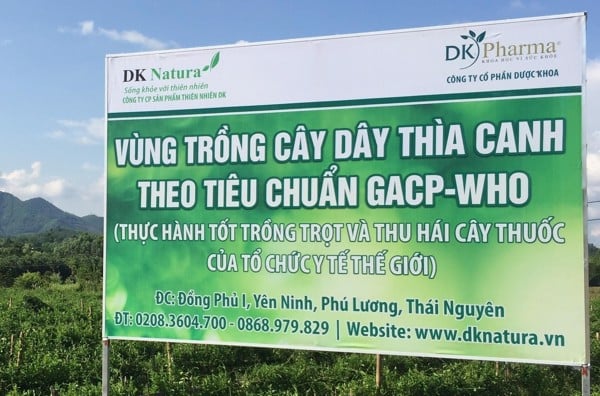 DK Natura
Sống khỏe với thiên nhiên
CÔNG TY CP SẢN PHẨM THIÊN NHIÊN DK
DK Pharma®
KHOA HỌC VÌ SỨC KHỎE
CÔNG TY CỔ PHẦN DƯỢC KHOA
VÙNG TRỒNG CÂY DÂY THÌA CANH
THEO TIÊU CHUẨN GACP-WHO
(THỰC HÀNH TỐT TRỒNG TRỌT VÀ THU HÁI CÂY THUỐC
CỦA TỔ CHỨC Y TẾ THẾ GIỚI)
ĐC: Đồng Phủ I, Yên Ninh, Phú Lương, Thái Nguyên
ĐT: 0208.3604.700 - 0868.979.829 | Website: www.dknatura.vn